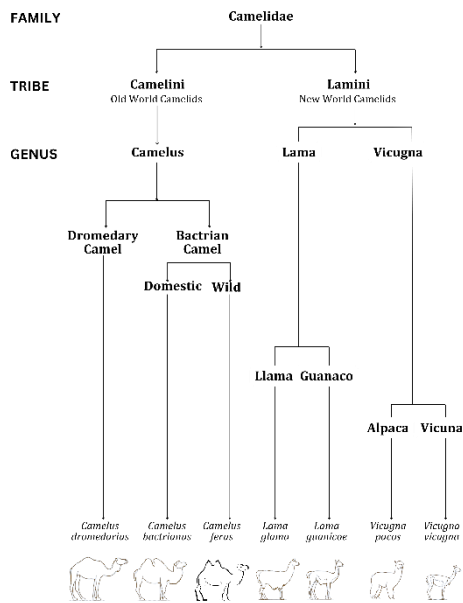 FAMILY
Camelidae
TRIBE
Camelini
Lamini
Old World Camelids
New World Camelids
GENUS
Camelus
Lama
Vicugna
Dromedary
Camel
Bactrian
Camel
Domestic
Wild
Llama
Guanaco
Alpaca
Vicuna
Camelus
dromedarius
Camelus
bactrianus
Camelus
ferus
Lama
glama
Lama
guanicoe
Vicugna
pacos
Vicugna
vicugna